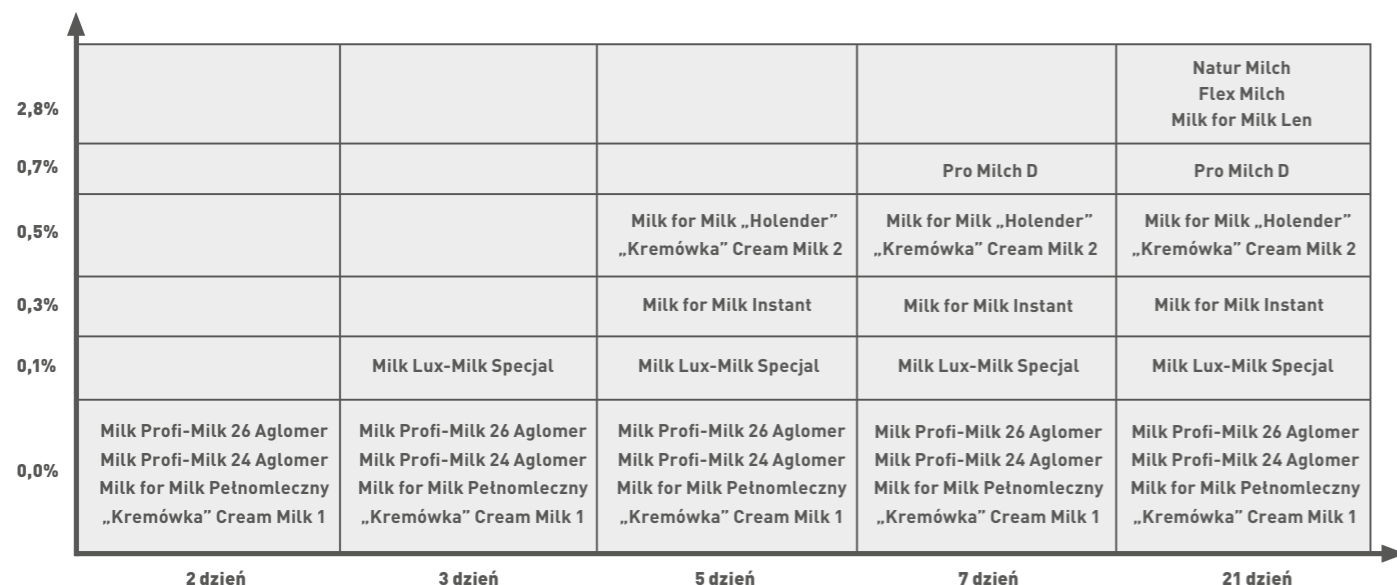 2,8%
Natur Milch
Flex Milch
Milk for Milk Len
0,7%
Pro Milch D
Pro Milch D
0,5%
Milk for Milk „Holender”
„Kremówka” Cream Milk 2
Milk for Milk „Holender”
„Kremówka” Cream Milk 2
Milk for Milk „Holender”
„Kremówka” Cream Milk 2
0,3%
Milk for Milk Instant
Milk for Milk Instant
Milk for Milk Instant
0,1%
Milk Lux-Milk Specjal
Milk Lux-Milk Specjal
Milk Lux-Milk Specjal
Milk Lux-Milk Specjal
0,0%
Milk Profi-Milk 26 Aglomer
Milk Profi-Milk 24 Aglomer
Milk for Milk Pełnomleczny
„Kremówka” Cream Milk 1
Milk Profi-Milk 26 Aglomer
Milk Profi-Milk 24 Aglomer
Milk for Milk Pełnomleczny
„Kremówka” Cream Milk 1
Milk Profi-Milk 26 Aglomer
Milk Profi-Milk 24 Aglomer
Milk for Milk Pełnomleczny
„Kremówka” Cream Milk 1
Milk Profi-Milk 26 Aglomer
Milk Profi-Milk 24 Aglomer
Milk for Milk Pełnomleczny
„Kremówka” Cream Milk 1
Milk Profi-Milk 26 Aglomer
Milk Profi-Milk 24 Aglomer
Milk for Milk Pełnomleczny
„Kremówka” Cream Milk 1
2 dzień
3 dzień
5 dzień
7 dzień
21 dzień